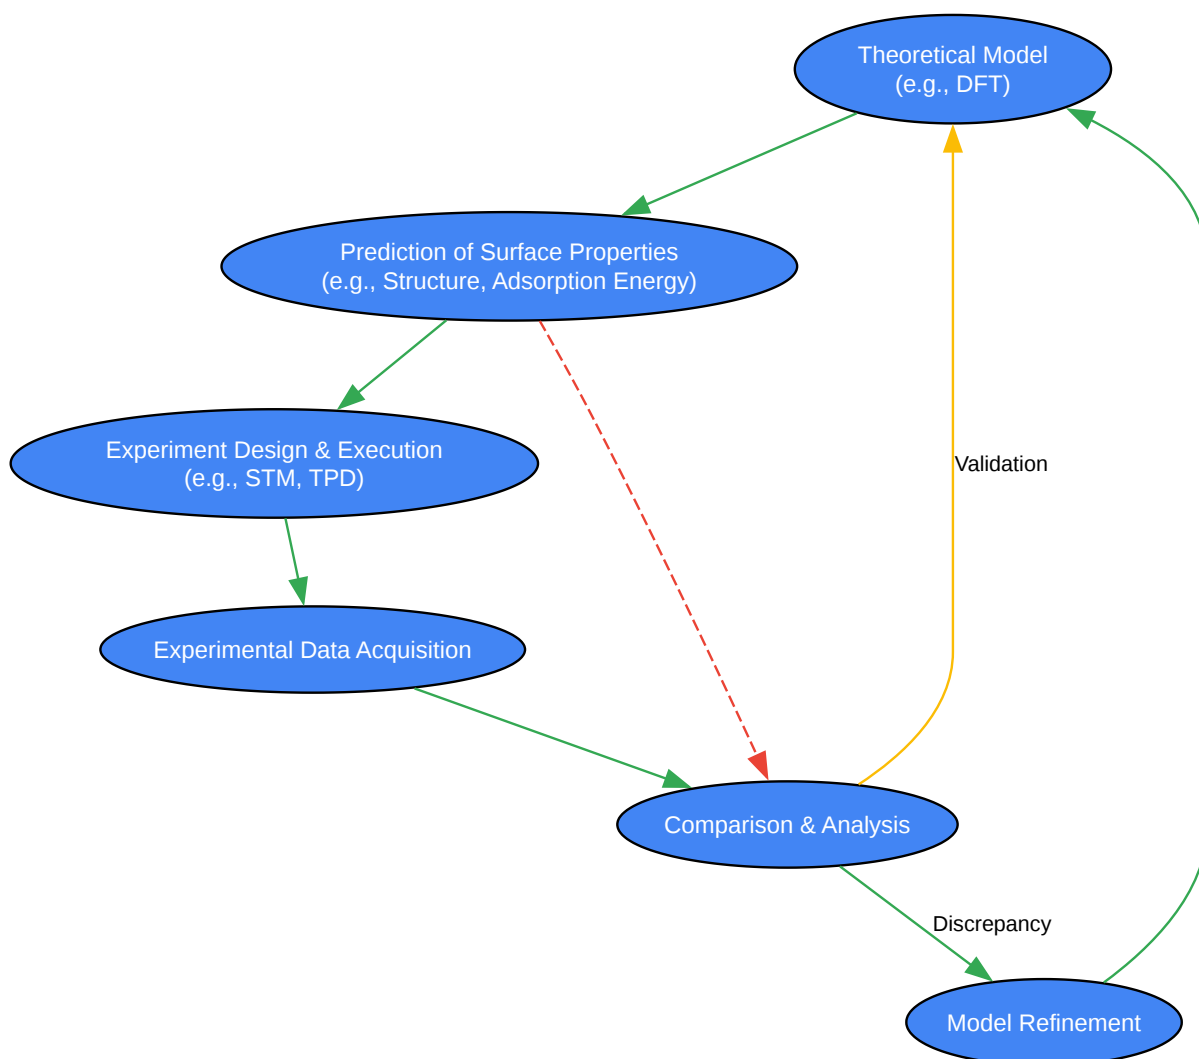 Theoretical Model
(e.g., DFT)
Prediction of Surface Properties
(e.g., Structure, Adsorption Energy)
Experiment Design & Execution
(e.g., STM, TPD)
Validation
Experimental Data Acquisition
Comparison & Analysis
Discrepancy
Model Refinement